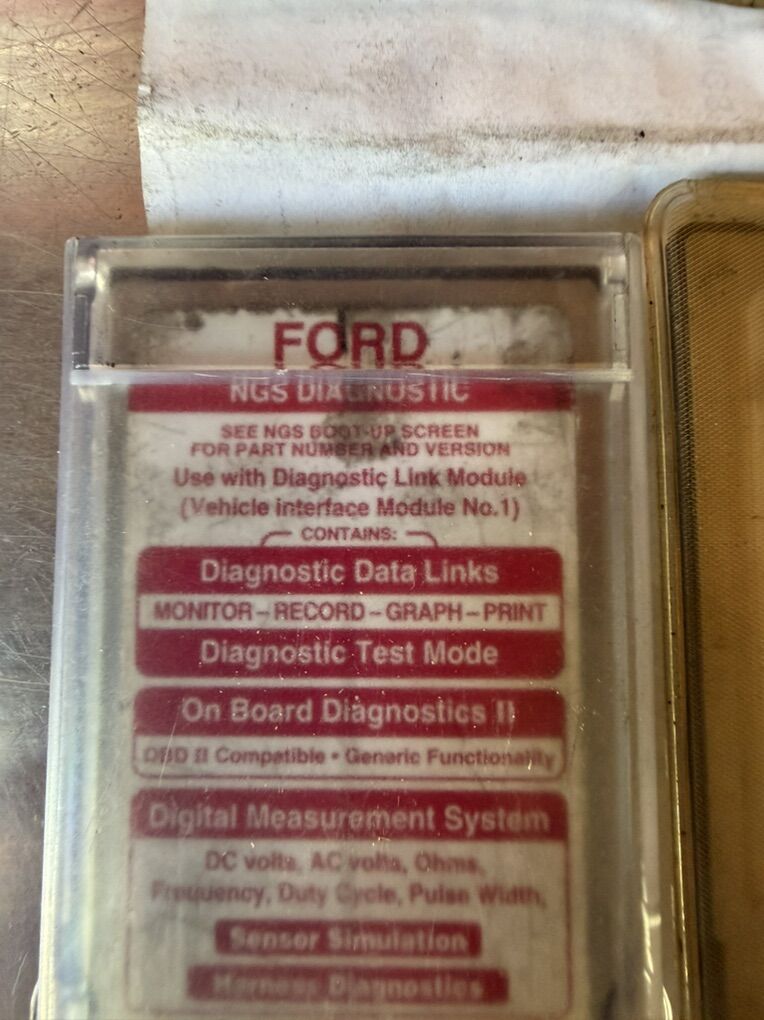 FORD
NGS DIAGNOSTIC
SEE NGS BOOT-UP SCREEN
FOR PART NUMBER AND VERSION
Use with Diagnostic Link Module
(Vehicle interface Module No.1)
CONTAINS:
Diagnostic Data Links
MONITOR – RECORD – GRAPH – PRINT
Diagnostic Test Mode
On Board Diagnostics II
OBD II Compatible • Generic Functionality
Digital Measurement System
DC volts, AC volts, Ohms,
Frequency, Duty Cycle, Pulse Width,
Sensor Simulation
Harness Diagnostics